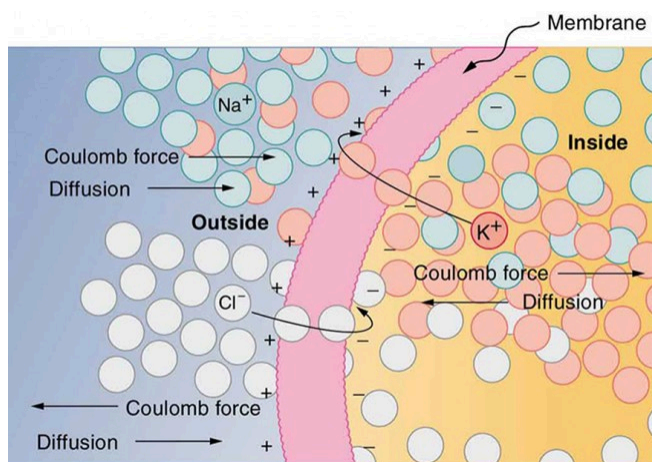 Membrane
Na+
Inside
Coulomb force
Diffusion
Outside
K+
Coulomb force
Diffusion
Cl−
Coulomb force
Diffusion